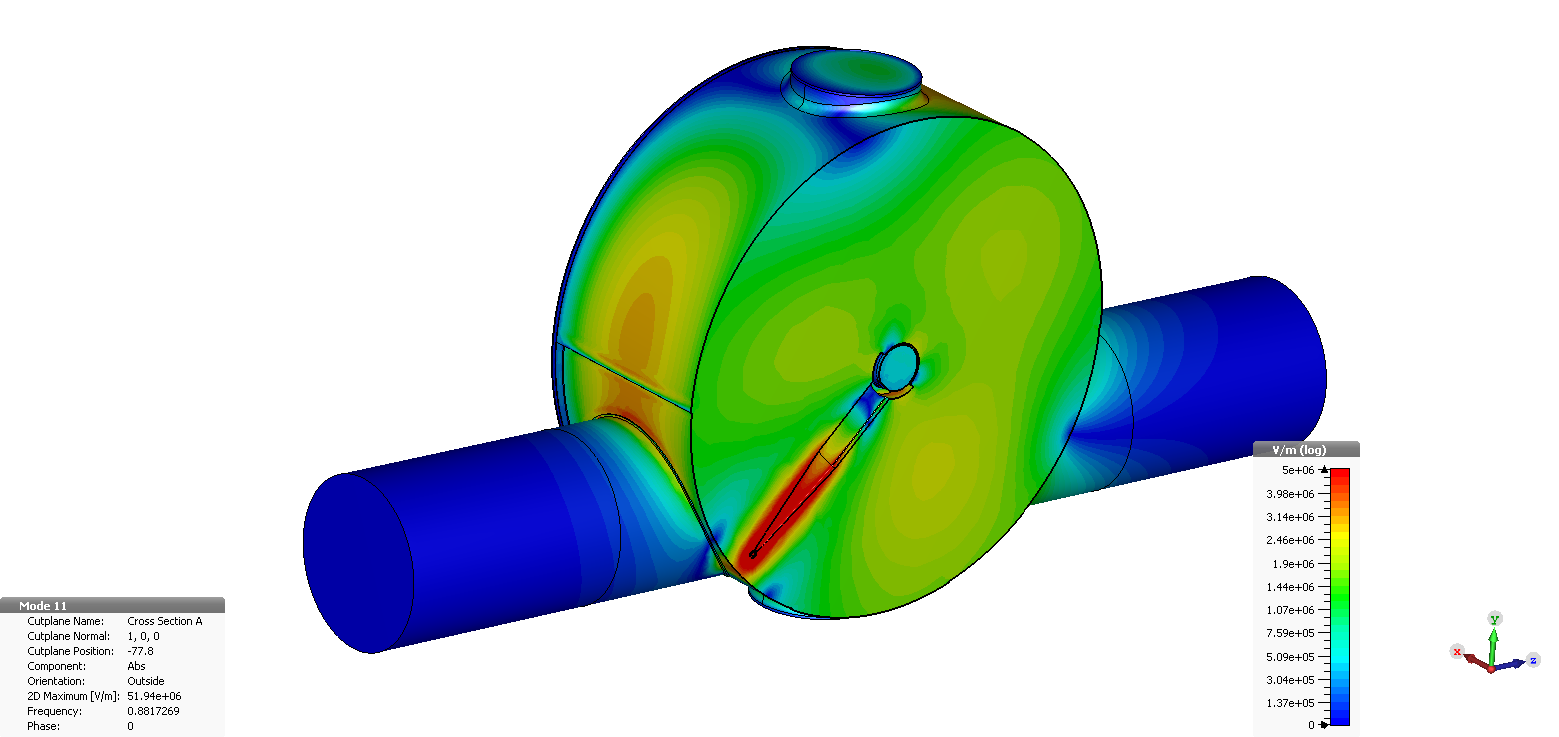 V/m (log)
5e+06
3.98e+06
3.14e+06
2.46e+06
1.9e+06
1.44e+06
1.07e+06
7.59e+05
5.09e+05
3.04e+05
1.37e+05
0
Mode 11
Cutplane Name: Cross Section A
Cutplane Normal: 1, 0, 0
Cutplane Position: -77.8
Component: Abs
Orientation: Outside
2D Maximum [V/m]: 51.94e+06
Frequency: 0.8817269
Phase: 0
y
x
z